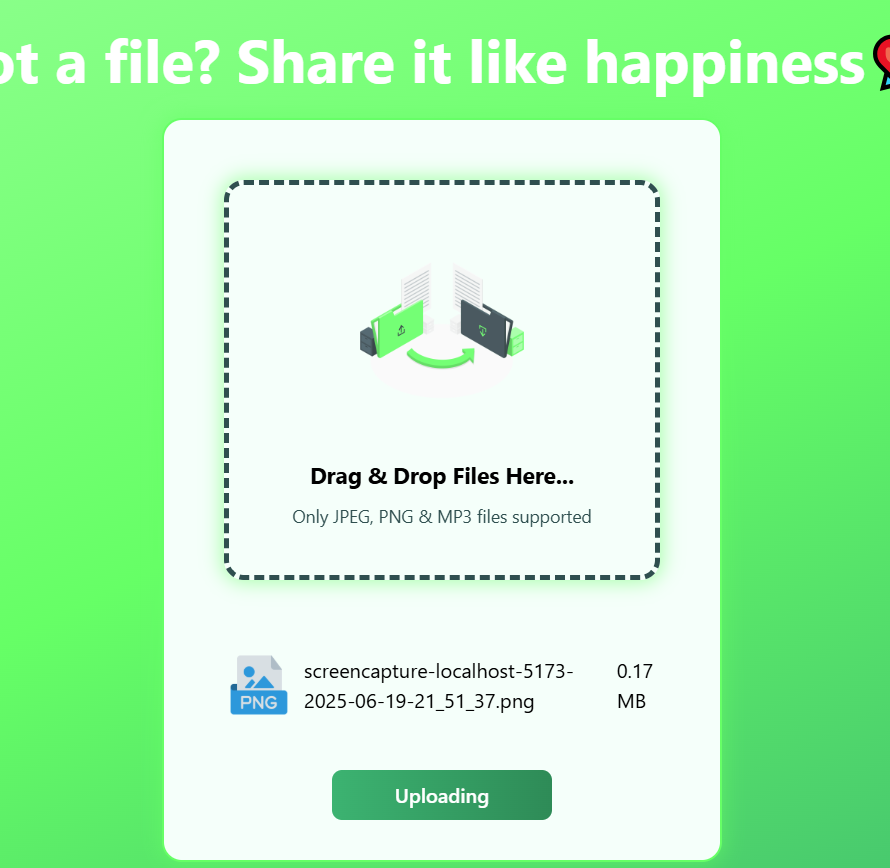 ot a file? Share it like happiness
Drag & Drop Files Here...
Only JPEG, PNG & MP3 files supported
screencapture-localhost-5173-
2025-06-19-21_51_37.png
0.17
MB
PNG
Uploading